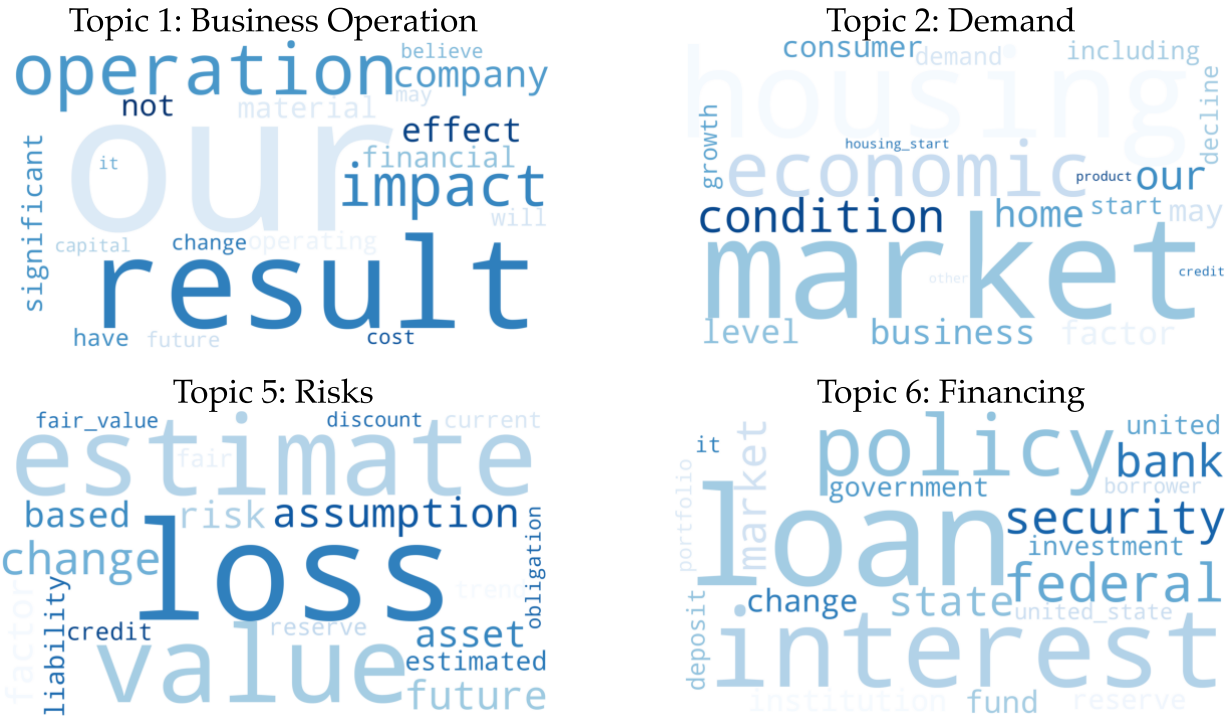 Topic 1: Business Operation
believe
operation
company
not
material
may
our
effect
it
financial
significant
impact
will
capital
change
operating
result
have
future
cost
Topic 2: Demand
consumer
demand
including
housing
decline
growth
housing_start
economic
product
our
condition
home
start
may
market
other
credit
level
business
factor
Topic 5: Risks
fair_value
discount
current
estimate
fair
based
risk
assumption
change
loss
obligation
factor
liability
trend
credit
reserve
asset
value
estimated
future
Topic 6: Financing
it
market
policy
united
bank
portfolio
government
borrower
loan
security
investment
federal
change
state
united_state
deposit
interest
institution
fund
reserve